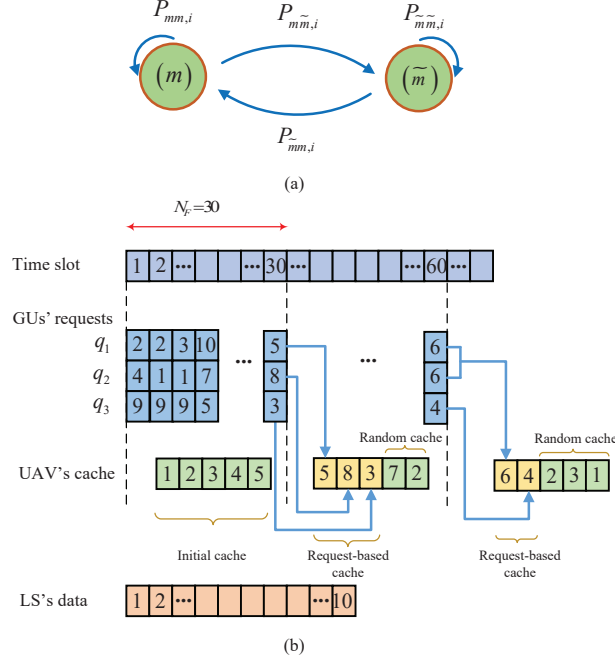 P_{mm,i} P_{m\tilde{m},i} P_{\tilde{m}\tilde{m},i}
(m) (\tilde{m})
P_{\tilde{m}m,i}
(a)
N_F=30
Time slot 1 2 ... ... 30 ... ... 60 ...
GUs' requests
q_1 2 2 3 10 5 6
q_2 4 1 1 7 ... 8 ... 6
q_3 9 9 9 5 3 4
Random cache Random cache
UAV's cache 1 2 3 4 5 5 8 3 7 2 6 4 2 3 1
Initial cache Request-based Request-based
cache cache
LS's data 1 2 ... ... 10
(b)